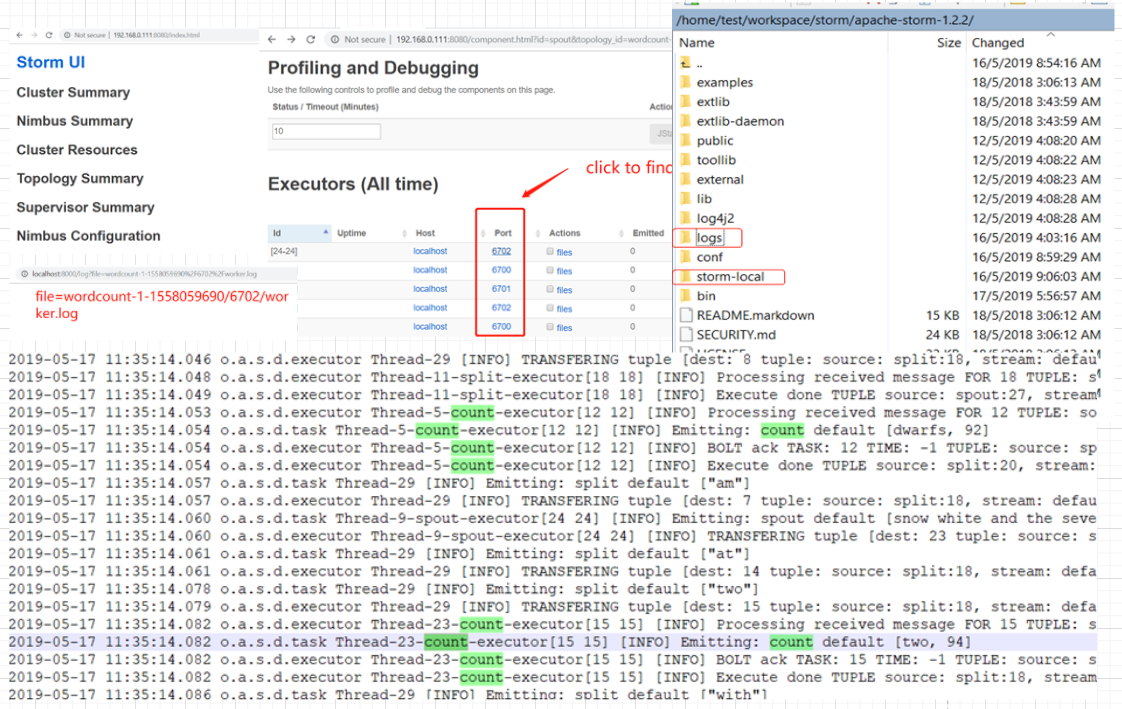 Not secure | 192.168.0.111:8080/index.html
Storm UI
Cluster Summary
Nimbus Summary
Cluster Resources
Topology Summary
Supervisor Summary
Nimbus Configuration
localhost:8000/log?file=wordcount-1-1558059690%2F6702%2Fworker.log
file=wordcount-1-1558059690/6702/wor
ker.log
Not secure | 192.168.0.111:8080/component.html?id=spout&topology_id=wordcount-
Profiling and Debugging
Use the following controls to profile and debug the components on this page.
Status / Timeout (Minutes) Actio
10 JSta
click to find
Executors (All time)
Id Uptime Host Port Actions Emitted
[24-24] localhost 6702 files 0
localhost 6700 files 0
localhost 6701 files 0
localhost 6702 files 0
localhost 6700 files 0
/home/test/workspace/storm/apache-storm-1.2.2/
Name Size Changed
.. 16/5/2019 8:54:16 AM
examples 18/5/2018 3:06:13 AM
extlib 18/5/2018 3:43:59 AM
extlib-daemon 18/5/2018 3:43:59 AM
public 12/5/2019 4:08:20 AM
toollib 12/5/2019 4:08:22 AM
external 12/5/2019 4:08:23 AM
lib 12/5/2019 4:08:28 AM
log4j2 12/5/2019 4:08:28 AM
logs 16/5/2019 4:03:16 AM
conf 16/5/2019 8:59:29 AM
storm-local 16/5/2019 9:06:03 AM
bin 17/5/2019 5:56:57 AM
README.markdown 15 KB 18/5/2018 3:06:12 AM
SECURITY.md 24 KB 18/5/2018 3:06:12 AM
2019-05-17 11:35:14.046 o.a.s.d.executor Thread-29 [INFO] TRANSFERING tuple [dest: 8 tuple: source: split:18, stream: defau
2019-05-17 11:35:14.048 o.a.s.d.executor Thread-11-split-executor[18 18] [INFO] Processing received message FOR 18 TUPLE: s
2019-05-17 11:35:14.049 o.a.s.d.executor Thread-11-split-executor[18 18] [INFO] Execute done TUPLE source: spout:27, stream
2019-05-17 11:35:14.053 o.a.s.d.executor Thread-5-count-executor[12 12] [INFO] Processing received message FOR 12 TUPLE: so
2019-05-17 11:35:14.054 o.a.s.d.task Thread-5-count-executor[12 12] [INFO] Emitting: count default [dwarfs, 92]
2019-05-17 11:35:14.054 o.a.s.d.executor Thread-5-count-executor[12 12] [INFO] BOLT ack TASK: 12 TIME: -1 TUPLE: source: sp
2019-05-17 11:35:14.054 o.a.s.d.executor Thread-5-count-executor[12 12] [INFO] Execute done TUPLE source: split:20, stream:
2019-05-17 11:35:14.057 o.a.s.d.task Thread-29 [INFO] Emitting: split default ["am"]
2019-05-17 11:35:14.057 o.a.s.d.executor Thread-29 [INFO] TRANSFERING tuple [dest: 7 tuple: source: split:18, stream: defau
2019-05-17 11:35:14.060 o.a.s.d.task Thread-9-spout-executor[24 24] [INFO] Emitting: spout default [snow white and the seve
2019-05-17 11:35:14.060 o.a.s.d.executor Thread-9-spout-executor[24 24] [INFO] TRANSFERING tuple [dest: 23 tuple: source: s
2019-05-17 11:35:14.061 o.a.s.d.task Thread-29 [INFO] Emitting: split default ["at"]
2019-05-17 11:35:14.061 o.a.s.d.executor Thread-29 [INFO] TRANSFERING tuple [dest: 14 tuple: source: split:18, stream: defa
2019-05-17 11:35:14.078 o.a.s.d.task Thread-29 [INFO] Emitting: split default ["two"]
2019-05-17 11:35:14.079 o.a.s.d.executor Thread-29 [INFO] TRANSFERING tuple [dest: 15 tuple: source: split:18, stream: defa
2019-05-17 11:35:14.082 o.a.s.d.executor Thread-23-count-executor[15 15] [INFO] Processing received message FOR 15 TUPLE: s
2019-05-17 11:35:14.082 o.a.s.d.task Thread-23-count-executor[15 15] [INFO] Emitting: count default [two, 94]
2019-05-17 11:35:14.082 o.a.s.d.executor Thread-23-count-executor[15 15] [INFO] BOLT ack TASK: 15 TIME: -1 TUPLE: source: s
2019-05-17 11:35:14.082 o.a.s.d.executor Thread-23-count-executor[15 15] [INFO] Execute done TUPLE source: split:18, stream
2019-05-17 11:35:14.086 o.a.s.d.task Thread-29 [INFO] Emitting: split default ["with"]